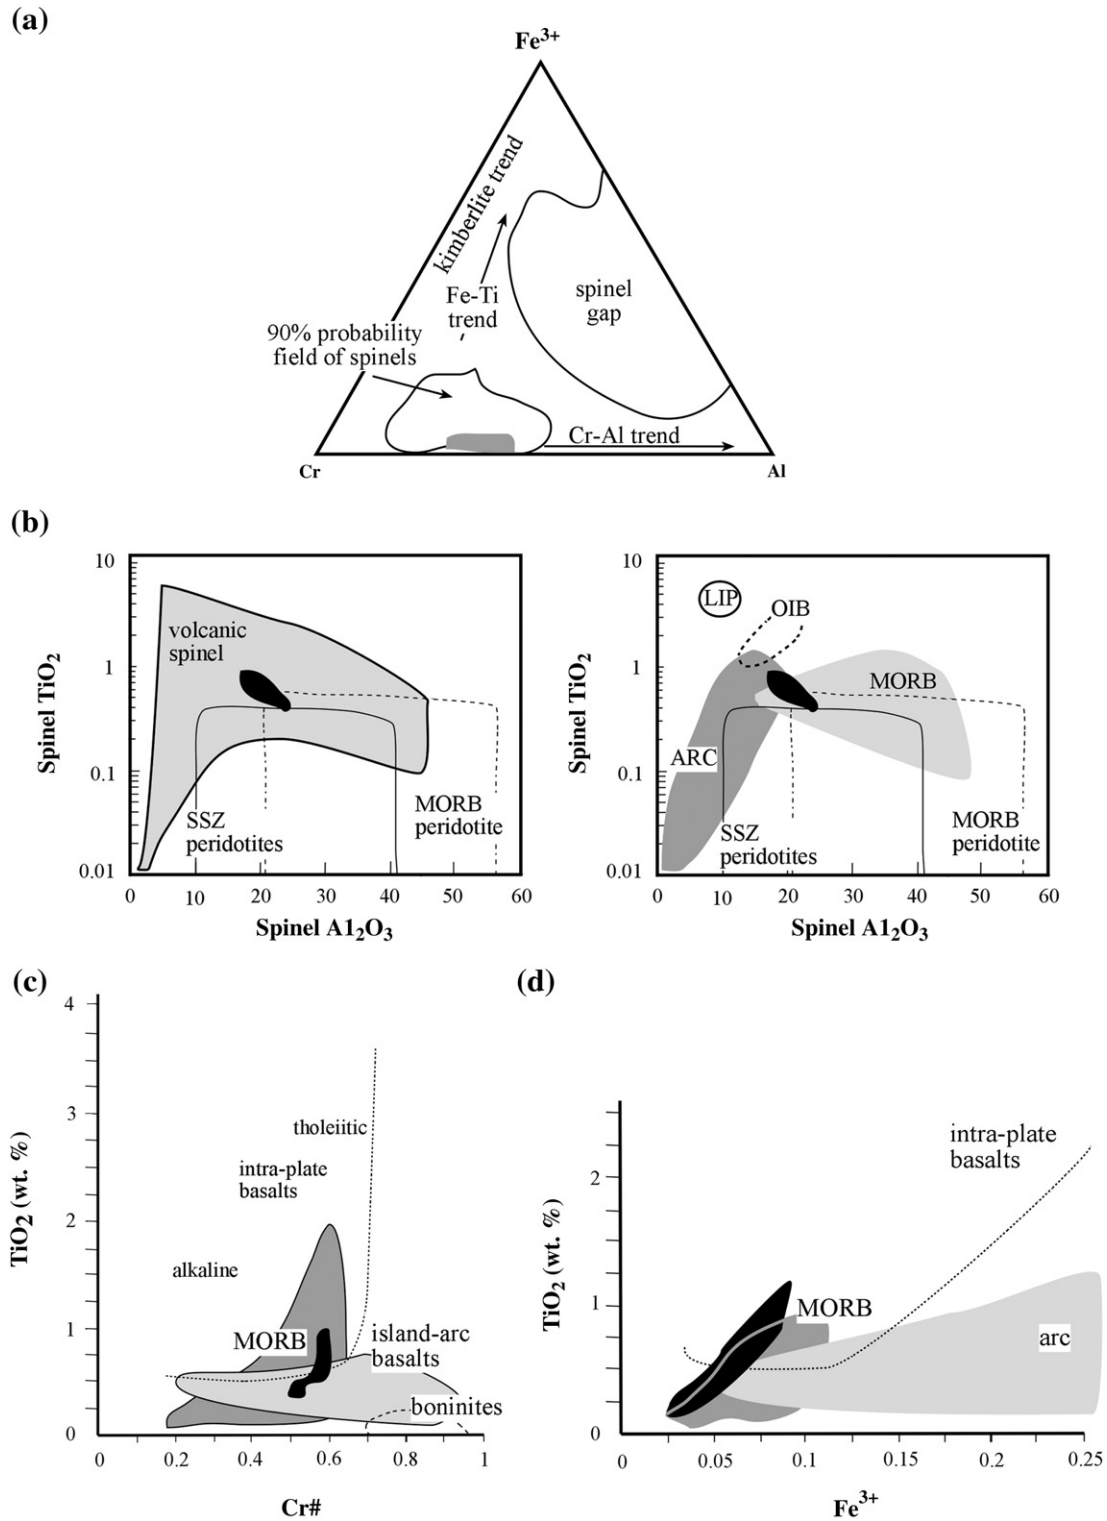 (a)
Fe3+
kimberlite trend
Fe-Ti
trend
spinel
gap
90% probability
field of spinels
Cr-Al trend
Cr
Al
(b)
10
1
0.1
0.01
Spinel TiO2
volcanic
spinel
SSZ
peridotites
MORB
peridotite
0 10 20 30 40 50 60
Spinel A12O3
10
1
0.1
0.01
Spinel TiO2
LIP
OIB
MORB
ARC
SSZ
peridotites
MORB
peridotite
0 10 20 30 40 50 60
Spinel A12O3
(c)
4
3
2
1
0
TiO2 (wt. %)
tholeiitic
intra-plate
basalts
alkaline
MORB
island-arc
basalts
boninites
0 0.2 0.4 0.6 0.8 1
Cr#
(d)
2
1
0
TiO2 (wt. %)
intra-plate
basalts
MORB
arc
0 0.05 0.1 0.15 0.2 0.25
Fe3+